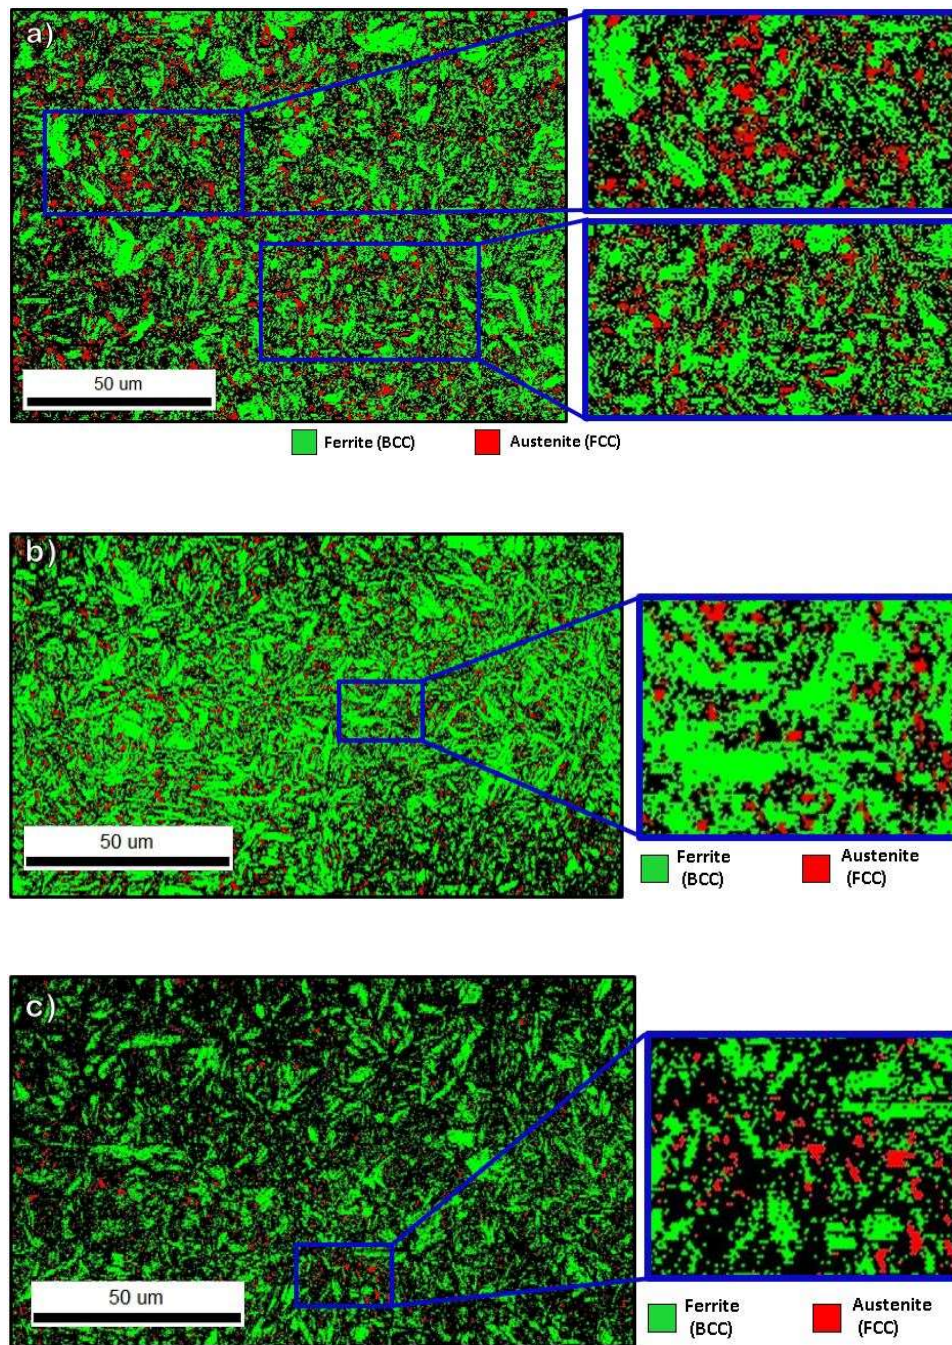 a)
50 um
Ferrite (BCC) Austenite (FCC)
b)
50 um
Ferrite
(BCC)
Austenite
(FCC)
c)
50 um
Ferrite
(BCC)
Austenite
(FCC)